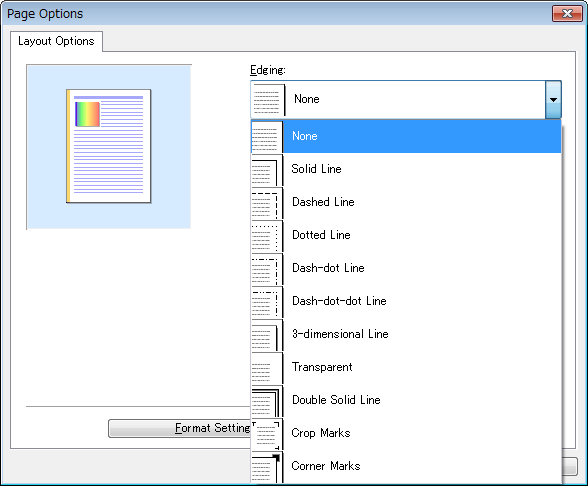 Page Options
Layout Options
Edging:
None
None
Solid Line
Dashed Line
Dotted Line
Dash-dot Line
Dash-dot-dot Line
3-dimensional Line
Transparent
Double Solid Line
Format Setting
Crop Marks
Corner Marks